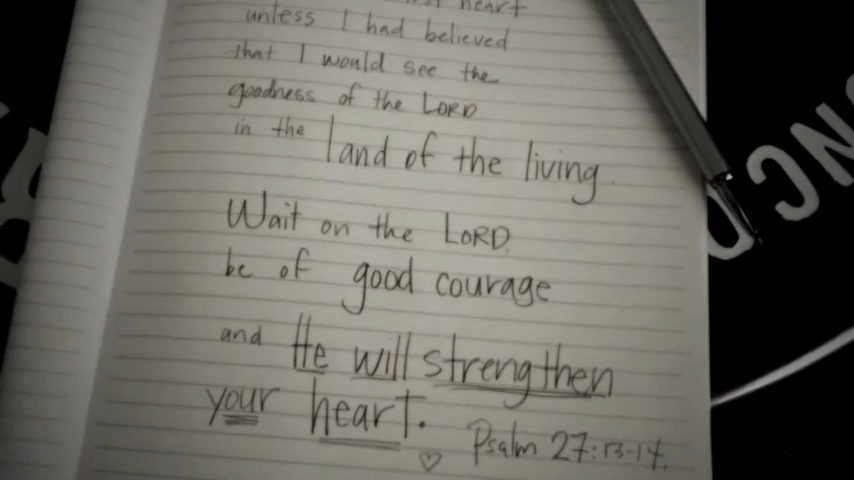 heart
unless I had believed
that I would see the
goodness of the LORD
in the land of the living.
Wait on the LORD,
be of good courage
and He will strengthen
your heart.
♡ Psalm 27:13-14.